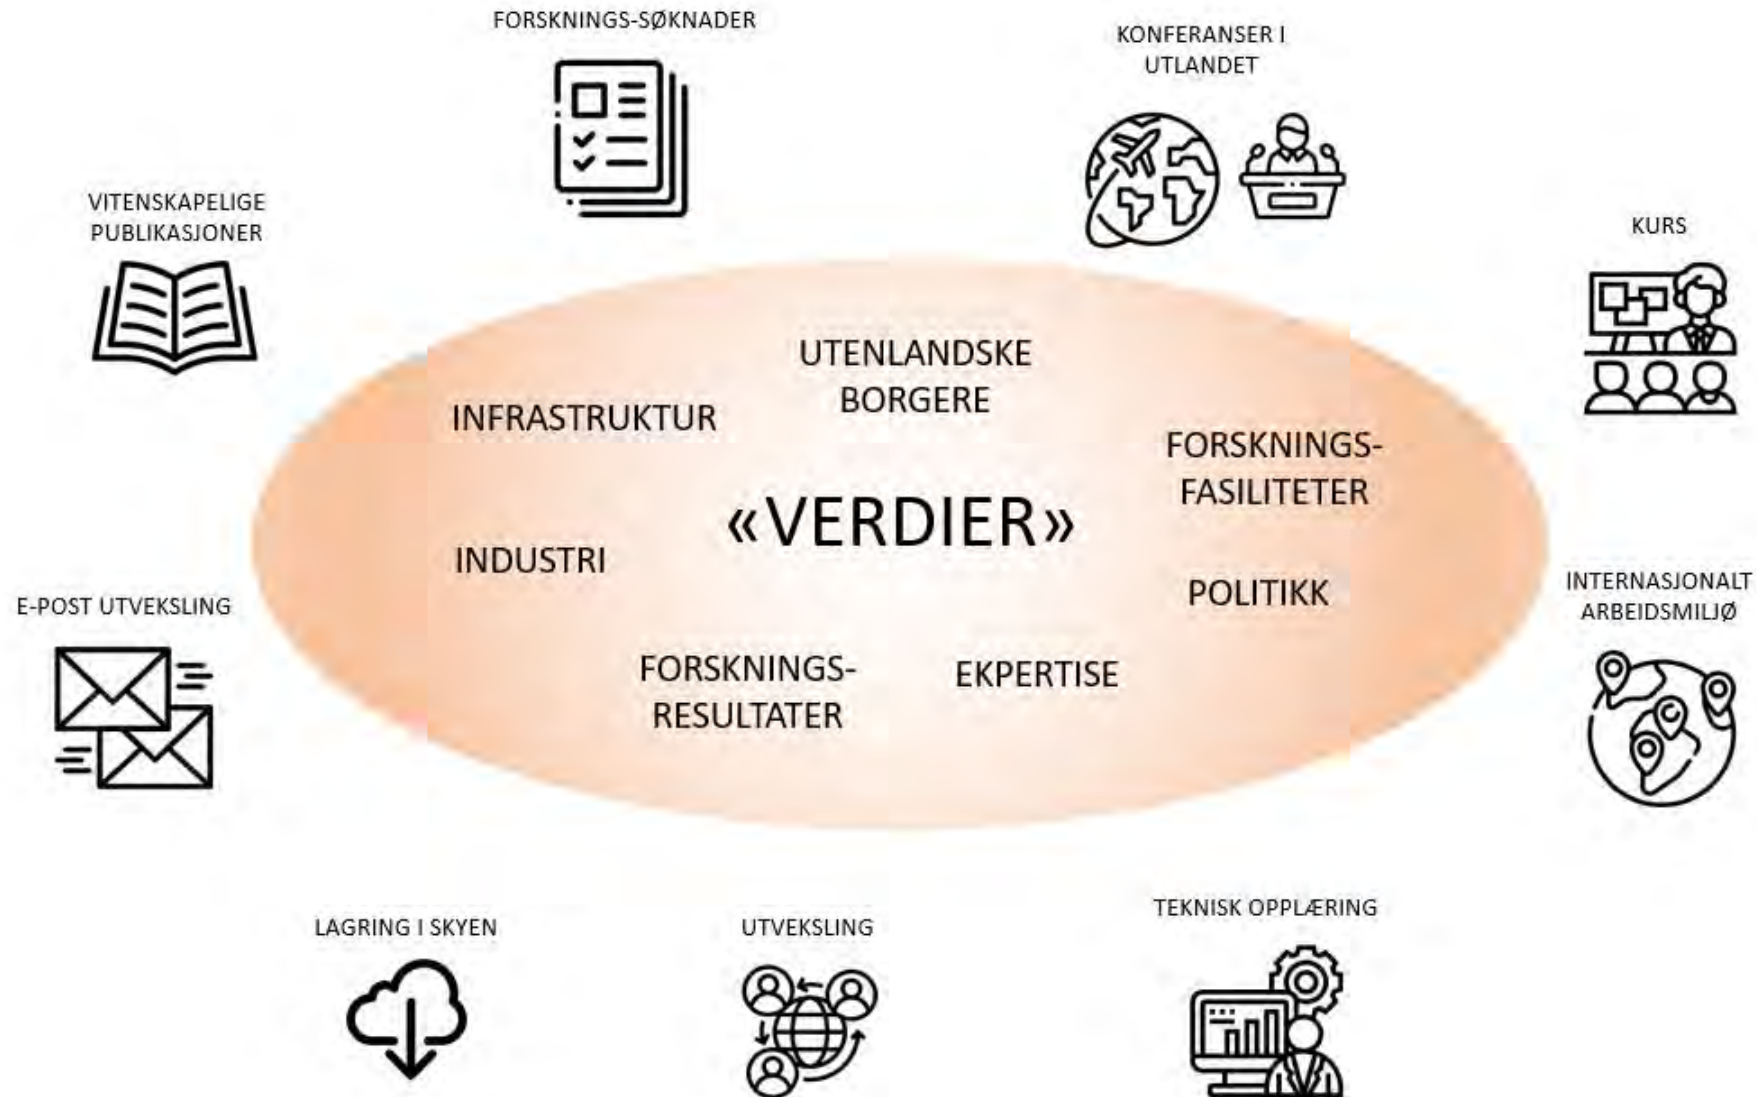 FORSKNINGS-SØKNADER
KONFERANSER I
UTLANDET
VITENSKAPELIGE
PUBLIKASJONER
KURS
UTENLANDSKE
BORGERE
INFRASTRUKTUR
FORSKNINGS-
FASILITETER
«VERDIER»
INDUSTRI
POLITIKK
E-POST UTVEKSLING
INTERNASJONALT
ARBEIDSMILJØ
FORSKNINGS-
RESULTATER
EKPERTISE
LAGRING I SKYEN
UTVEKSLING
TEKNISK OPPLÆRING